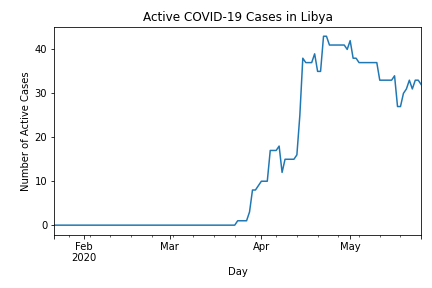 Active COVID-19 Cases in Libya
Number of Active Cases
40
30
20
10
0
Feb
2020
Mar
Apr
May
Day